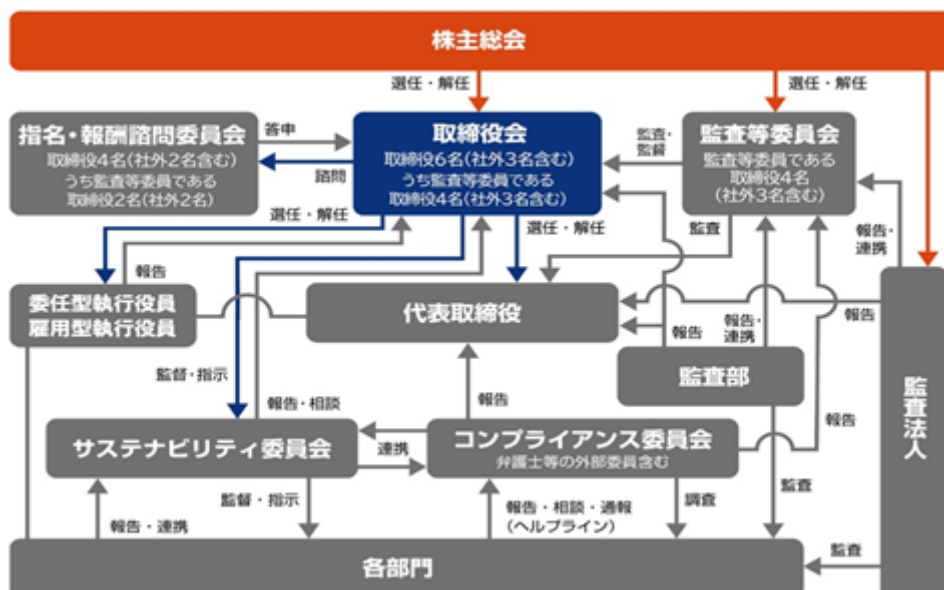 株主総会
選任・解任
選任・解任
指名・報酬諮問委員会
取締役4名(社外2名含む)
うち監査等委員である
取締役2名(社外2名)
答申
諮問
取締役会
取締役6名(社外3名含む)
うち監査等委員である
取締役4名(社外3名含む)
監査・
監督
監査等委員会
監査等委員である
取締役4名
(社外3名含む)
選任・解任
報告
選任・解任
監査
報告・
連携
委任型執行役員
雇用型執行役員
代表取締役
報告
報告・
連携
報告
監査部
監査法人
監督・指示
報告・相談
報告
報告
サステナビリティ委員会
連携
コンプライアンス委員会
弁護士等の外部委員含む
報告・連携
監督・指示
報告・相談・通報
(ヘルプライン)
調査
監査
監査
各部門